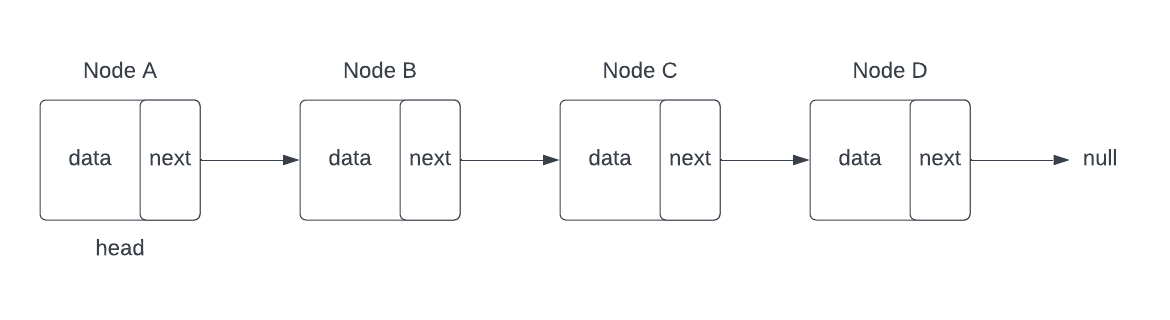 Node A Node B Node C Node D
data next data next data next data next null
head